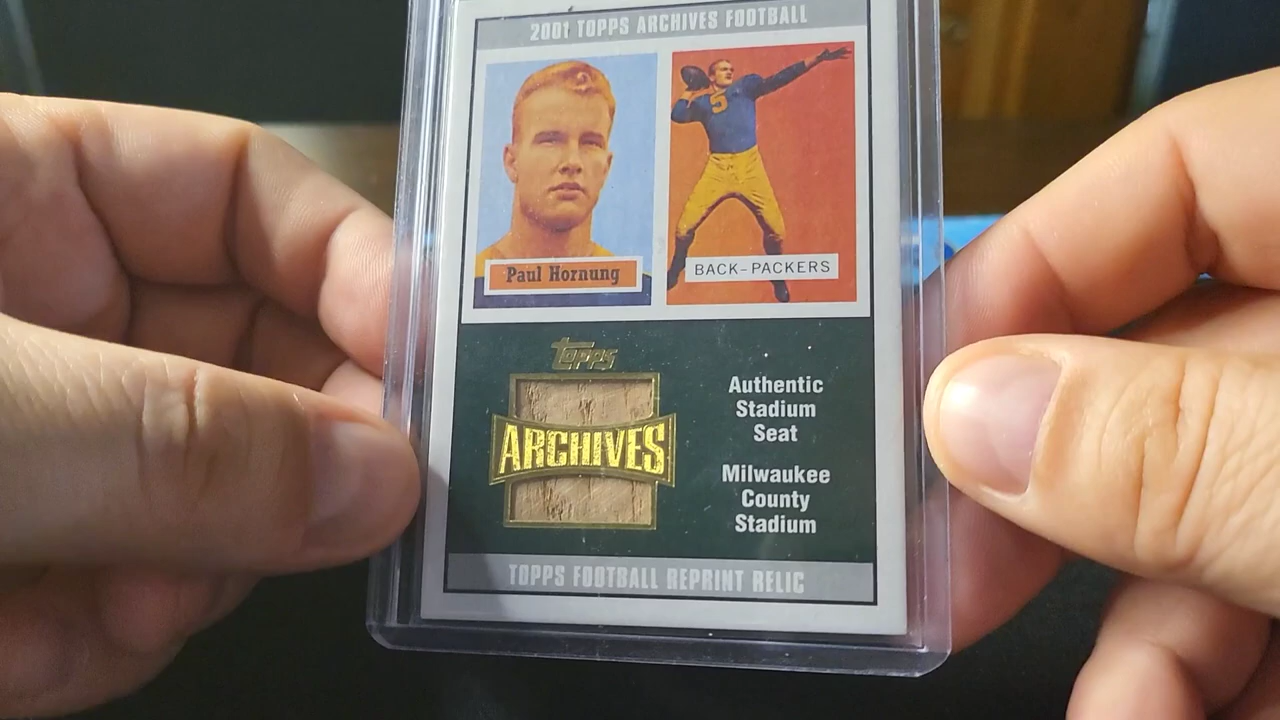 2001 TOPPS ARCHIVES FOOTBALL
5
Paul Hornung
BACK-PACKERS
topps
ARCHIVES
Authentic
Stadium
Seat
Milwaukee
County
Stadium
TOPPS FOOTBALL REPRINT RELIC